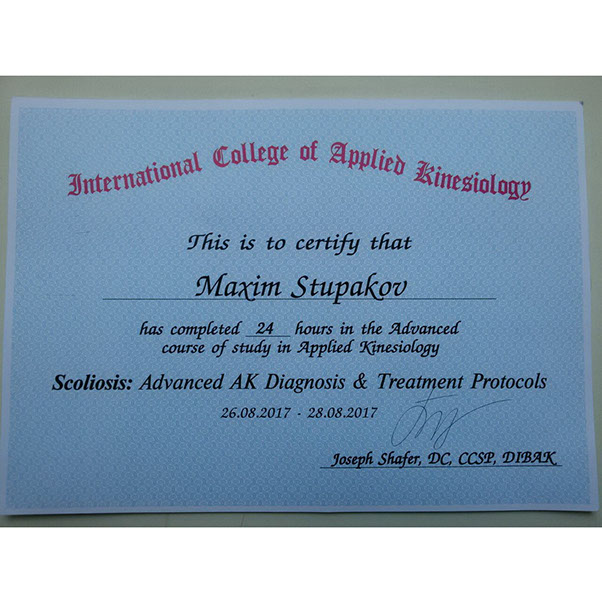 International College of Applied Kinesiology
This is to certify that
Maxim Stupakov
has completed 24 hours in the Advanced
course of study in Applied Kinesiology
Scoliosis: Advanced AK Diagnosis & Treatment Protocols
26.08.2017 - 28.08.2017
Joseph Shafer, DC, CCSP, DIBAK